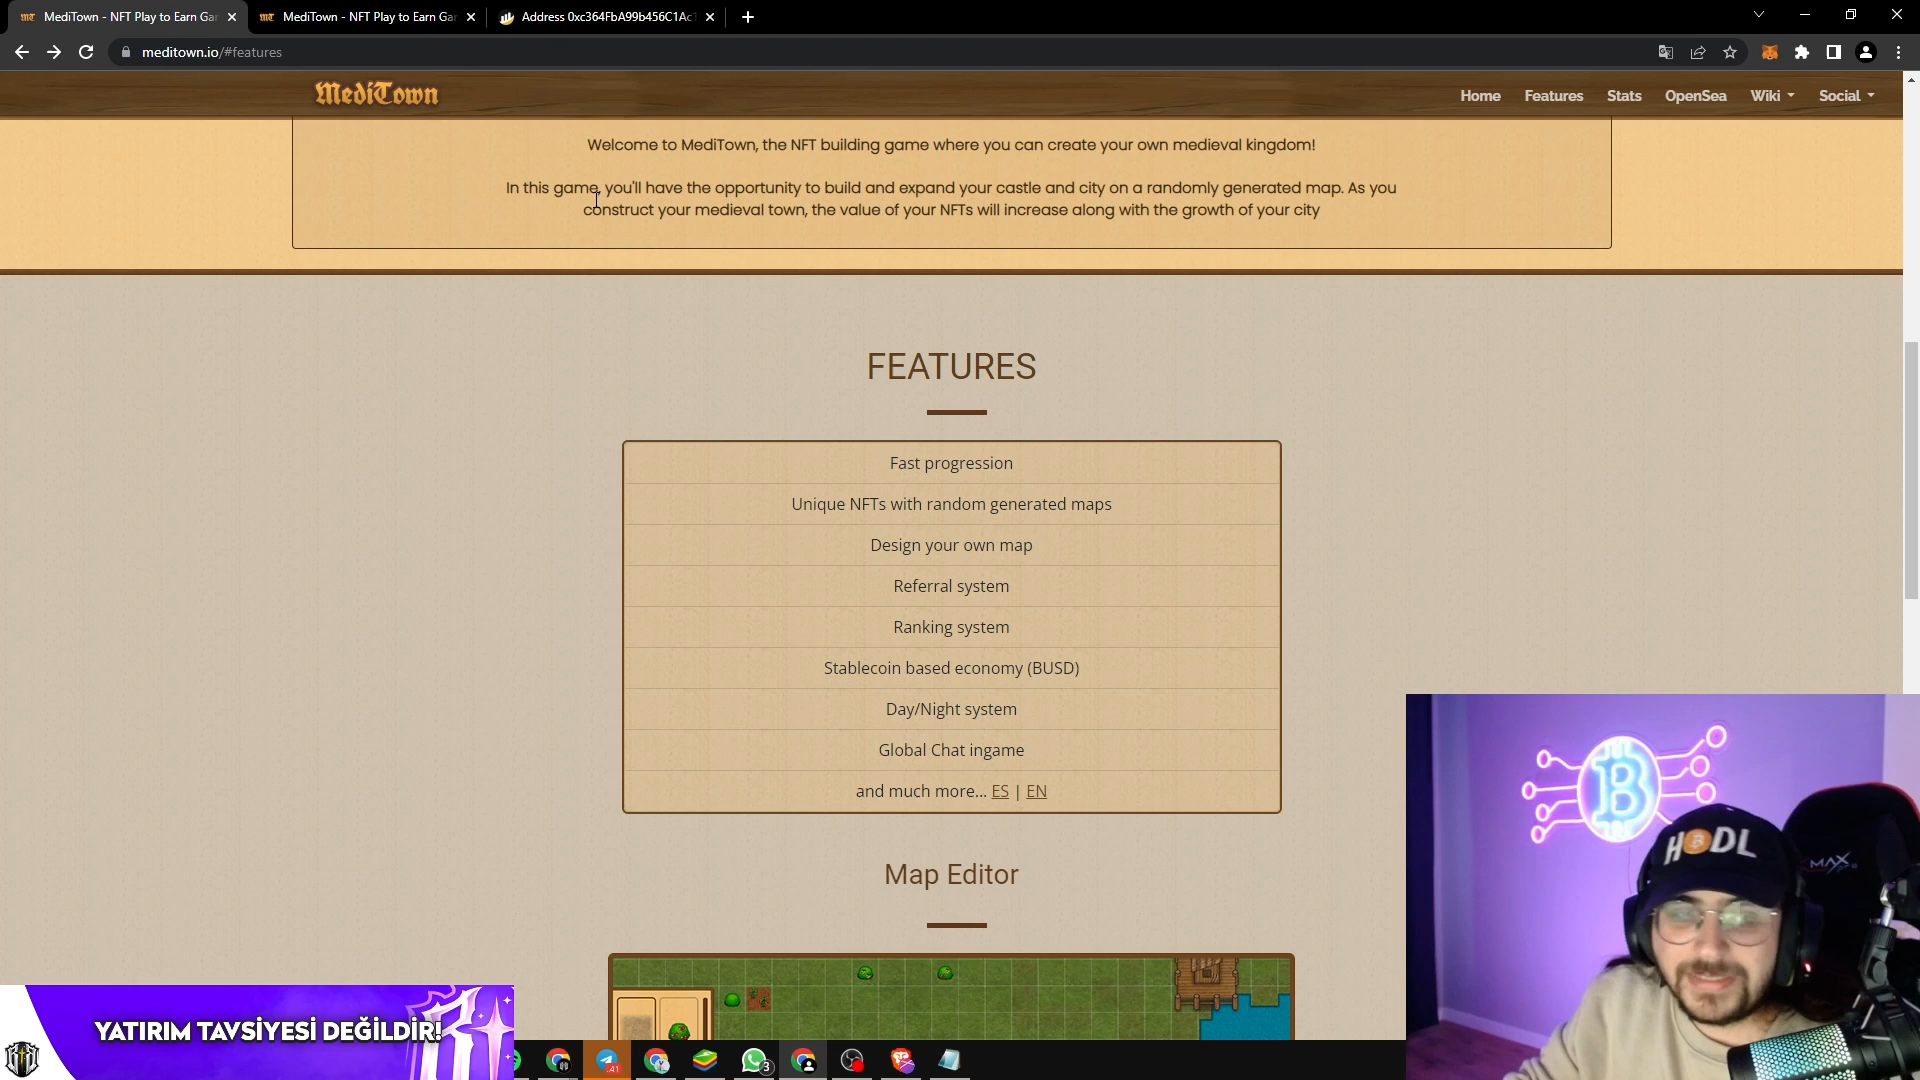 MediTown - NFT Play to Earn Gar
MediTown - NFT Play to Earn Ga
Address 0xc364FbA99b456C1Ac
meditown.io/#features
MediTown
Home
Features
Stats
OpenSea
Wiki
Social
Welcome to MediTown, the NFT building game where you can create your own medieval kingdom!
In this game, you'll have the opportunity to build and expand your castle and city on a randomly generated map. As you
construct your medieval town, the value of your NFTs will increase along with the growth of your city
FEATURES
Fast progression
Unique NFTs with random generated maps
Design your own map
Referral system
Ranking system
Stablecoin based economy (BUSD)
Day/Night system
Global Chat ingame
and much more... ES | EN
Map Editor
HODL
MAX
YATIRIM TAVSİYESİ DEĞİLDİR!
41
3